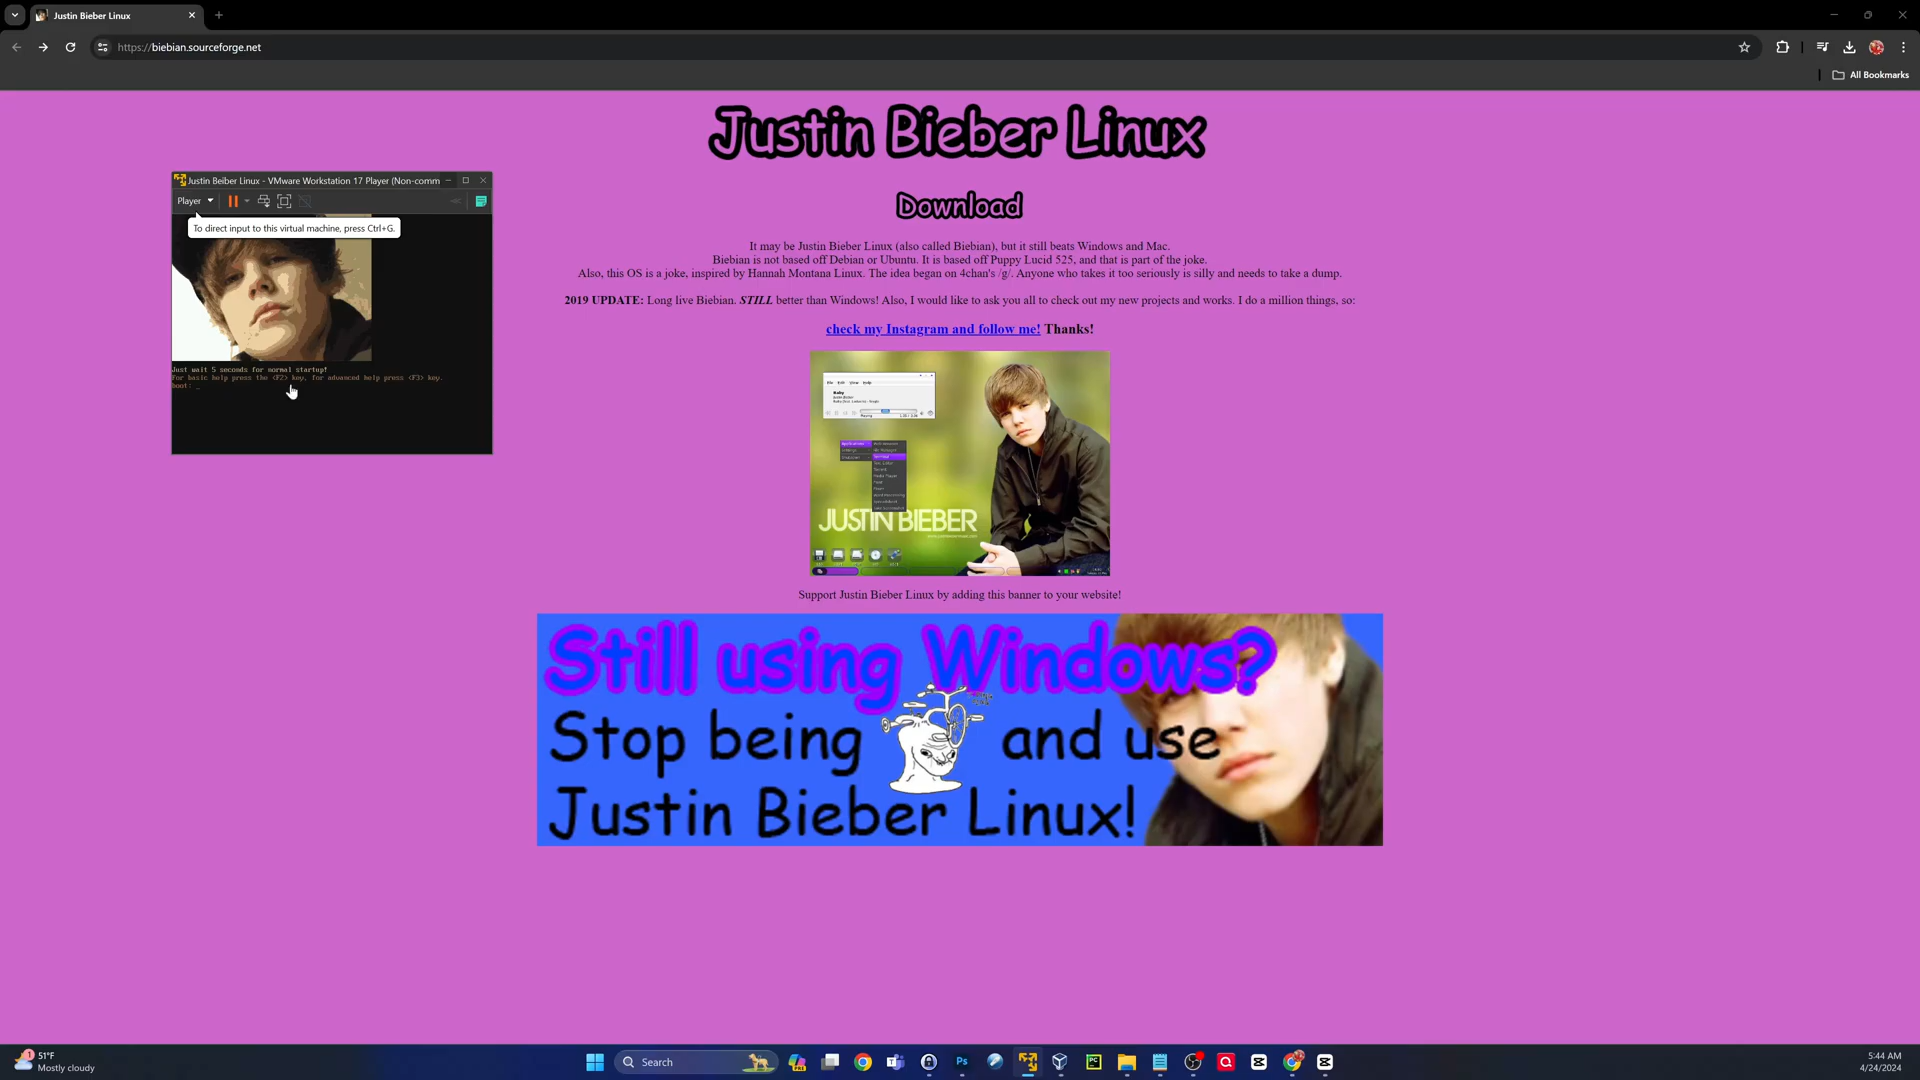 Justin Bieber Linux
https://biebian.sourceforge.net
All Bookmarks
Justin Bieber Linux
Download
It may be Justin Bieber Linux (also called Biebian), but it still beats Windows and Mac.
Biebian is not based off Debian or Ubuntu. It is based off Puppy Lucid 525, and that is part of the joke.
Also, this OS is a joke, inspired by Hannah Montana Linux. The idea began on 4chan's /g/. Anyone who takes it too seriously is silly and needs to take a dump.
2019 UPDATE: Long live Biebian. STILL better than Windows! Also, I would like to ask you all to check out my new projects and works. I do a million things, so:
check my Instagram and follow me! Thanks!
Justin Beiber Linux - VMware Workstation 17 Player (Non-comm
Player
To direct input to this virtual machine, press Ctrl+G.
Just wait 5 seconds for normal startup!
For basic help press the <F2> key, for advanced help press <F3> key.
boot: _
File Edit View Help
Baby
Applications
Terminal
JUSTIN BIEBER
Support Justin Bieber Linux by adding this banner to your website!
Still using Windows?
Stop being and use
Justin Bieber Linux!
51°F
Mostly cloudy
Search
5:44 AM
4/24/2024